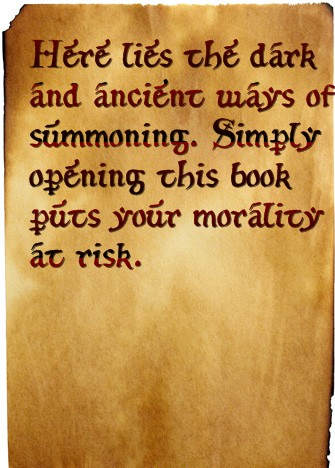 Here lies the dark
and ancient ways of
summoning. Simply
opening this book
puts your morality
at risk.